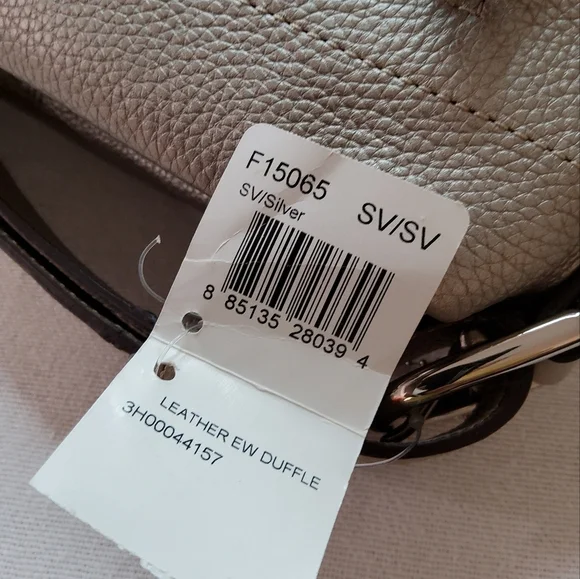 F15065 SV/SV
SV/Silver
8 85135 28039 4
LEATHER EW DUFFLE
3H00044157